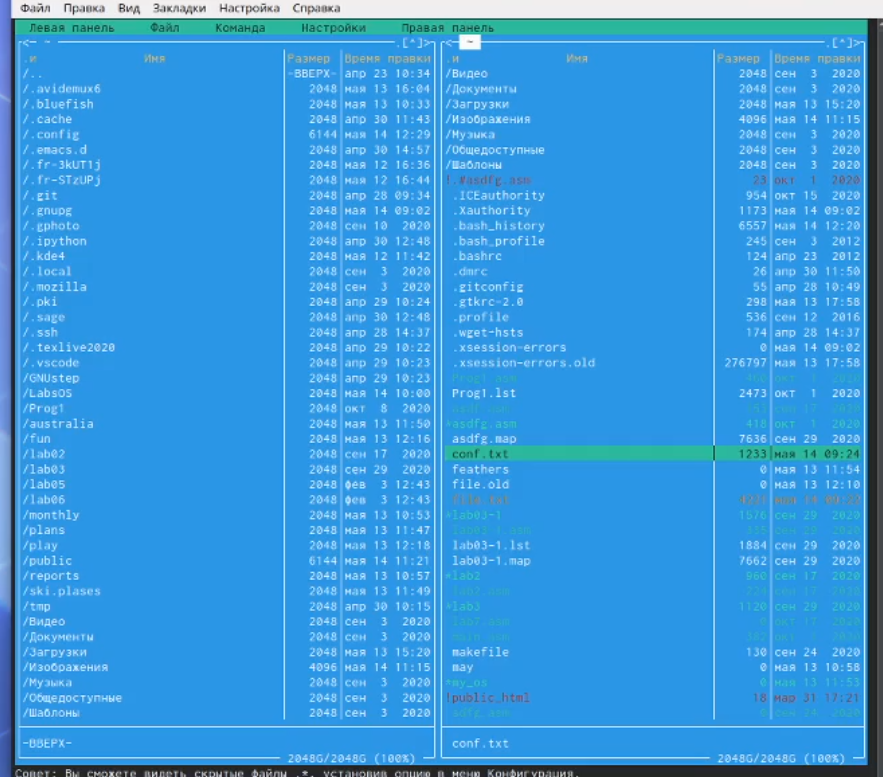 Файл Правка Вид Закладки Настройка Справка
Левая панель Файл Команда Настройки Правая панель
<─ ~ .[^]>
.и Имя Размер Время правки
/.. -ВВЕРХ- апр 23 10:34
/.avidemux6 2048 мая 13 16:04
/.bluefish 2048 мая 13 10:33
/.cache 2048 апр 30 11:43
/.config 6144 мая 14 12:29
/.emacs.d 2048 апр 30 14:57
/.fr-3kUT1j 2048 мая 12 16:36
/.fr-STzUPj 2048 мая 12 16:44
/.git 2048 апр 28 09:34
/.gnupg 2048 мая 14 09:02
/.gphoto 2048 сен 10 2020
/.ipython 2048 апр 30 12:48
/.kde4 2048 мая 12 11:42
/.local 2048 сен 3 2020
/.mozilla 2048 сен 3 2020
/.pki 2048 апр 29 10:24
/.sage 2048 апр 30 12:48
/.ssh 2048 апр 28 14:37
/.texlive2020 2048 апр 29 10:22
/.vscode 2048 апр 29 10:23
/GNUstep 2048 апр 29 10:23
/LabsOS 2048 мая 14 10:00
/Prog1 2048 окт 8 2020
/australia 2048 мая 13 11:50
/fun 2048 мая 13 12:16
/lab02 2048 сен 17 2020
/lab03 2048 сен 29 2020
/lab05 2048 фев 3 12:43
/lab06 2048 фев 3 12:43
/monthly 2048 мая 13 10:53
/plans 2048 мая 13 11:47
/play 2048 мая 13 12:18
/public 6144 мая 14 11:21
/reports 2048 мая 13 10:57
/ski.plases 2048 мая 13 11:49
/tmp 2048 апр 30 10:15
/Видео 2048 сен 3 2020
/Документы 2048 сен 3 2020
/Загрузки 2048 мая 13 15:20
/Изображения 4096 мая 14 11:15
/Музыка 2048 сен 3 2020
/Общедоступные 2048 сен 3 2020
/Шаблоны 2048 сен 3 2020
-ВВЕРХ-
2048G/2048G (100%)
<─ ~ .[^]>
.и Имя Размер Время правки
/Видео 2048 сен 3 2020
/Документы 2048 сен 3 2020
/Загрузки 2048 мая 13 15:20
/Изображения 4096 мая 14 11:15
/Музыка 2048 сен 3 2020
/Общедоступные 2048 сен 3 2020
/Шаблоны 2048 сен 3 2020
!.#asdfg.asm 23 окт 1 2020
.ICEauthority 954 окт 15 2020
.Xauthority 1173 мая 14 09:02
.bash_history 6557 мая 14 12:20
.bash_profile 245 сен 3 2012
.bashrc 124 апр 23 2012
.dmrc 26 апр 30 11:50
.gitconfig 55 апр 28 10:49
.gtkrc-2.0 298 мая 13 17:58
.profile 536 сен 12 2016
.wget-hsts 174 апр 28 14:37
.xsession-errors 0 мая 14 09:02
.xsession-errors.old 276797 мая 13 17:58
Prog1.asm окт 2020
Prog1.lst 2473 окт 1 2020
сен 17 2020
*asdfg.asm 418 окт 1 2020
asdfg.map 7636 сен 29 2020
conf.txt 1233 мая 14 09:24
feathers 0 мая 13 11:54
file.old 0 мая 13 12:10
file.txt мая 14 09:22
*lab03-1 1576 сен 29 2020
lab03-1.asm сен 29 2020
lab03-1.lst 1884 сен 29 2020
lab03-1.map 7662 сен 29 2020
*lab2 960 сен 17 2020
lab2.asm сен 17 2020
*lab3 1120 сен 29 2020
окт 17 2020
main.asm окт 2020
makefile 130 сен 24 2020
may 0 мая 13 10:58
*my_os 0 мая 13 11:53
!public_html 18 мар 31 17:21
сен 24 2020
conf.txt
2048G/2048G (100%)
Совет: Вы сможете видеть скрытые файлы .*, установив опцию в меню Конфигурация.